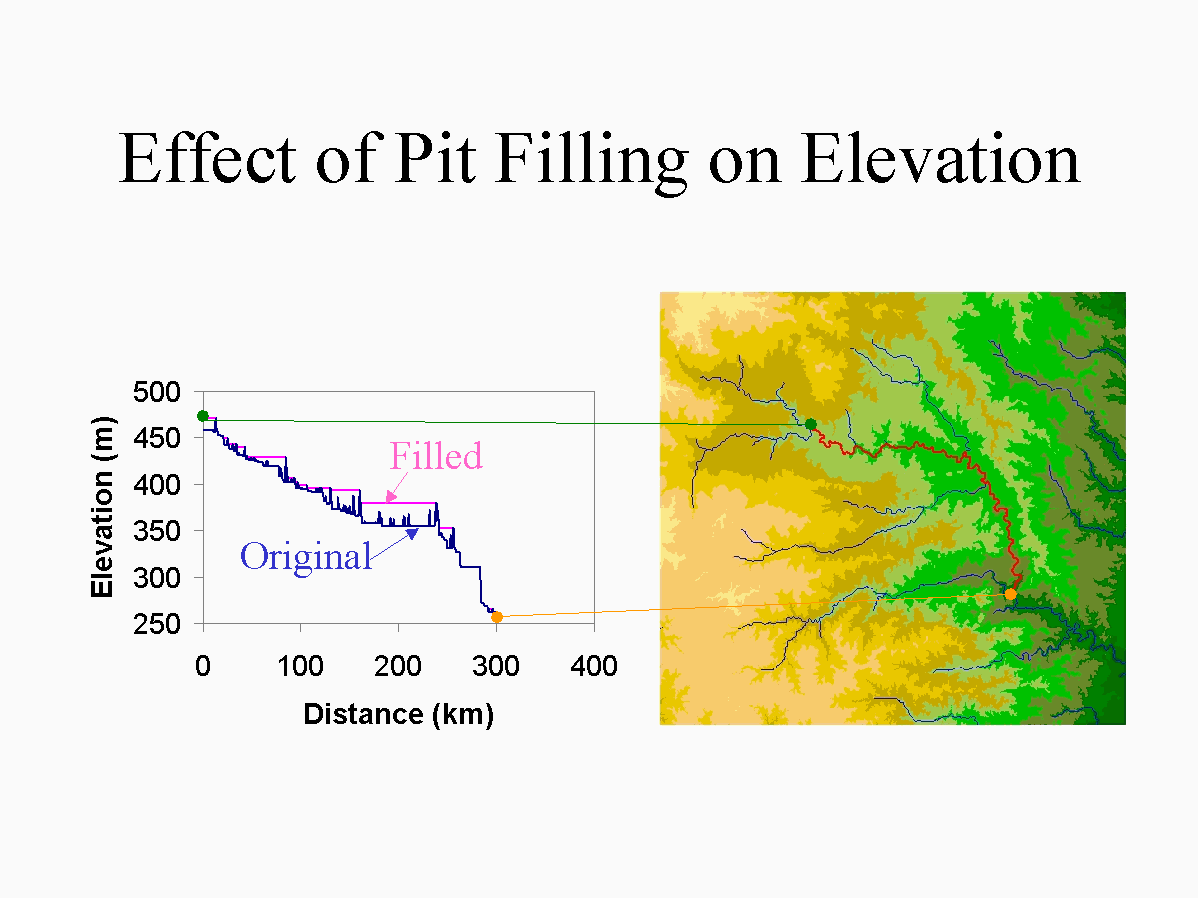 Effect of Pit Filling on Elevation
500
450
400
350
300
250
Elevation (m)
Filled
Original
0 100 200 300 400
Distance (km)